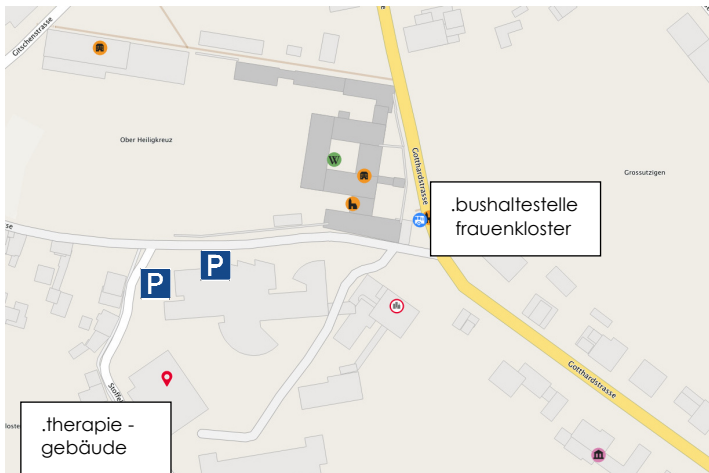 Gitschenstrasse
Ober Heiligkreuz
W
Gotthardstrasse
Grossutzigen
.bushaltestelle
frauenkloster
P
P
Gotthardstrasse
.therapie -
gebäude